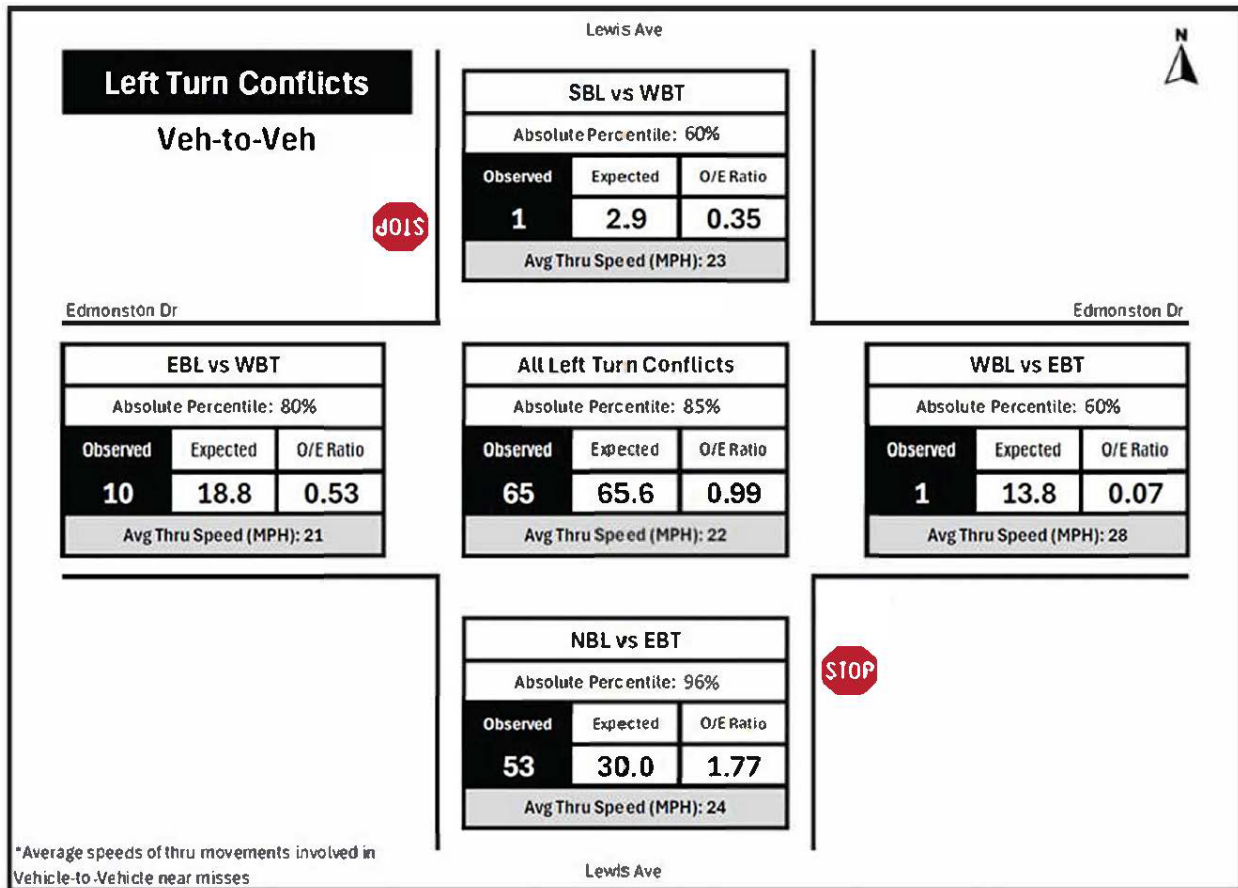 Lewis Ave
N
Left Turn Conflicts
Veh-to-Veh
SBL vs WBT
Absolute Percentile: 60%
Observed Expected O/E Ratio
1 2.9 0.35
Avg Thru Speed (MPH): 23
STOP
Edmonston Dr
Edmonston Dr
EBL vs WBT
Absolute Percentile: 80%
Observed Expected O/E Ratio
10 18.8 0.53
Avg Thru Speed (MPH): 21
All Left Turn Conflicts
Absolute Percentile: 85%
Observed Expected O/E Ratio
65 65.6 0.99
Avg Thru Speed (MPH): 22
WBL vs EBT
Absolute Percentile: 60%
Observed Expected O/E Ratio
1 13.8 0.07
Avg Thru Speed (MPH): 28
NBL vs EBT
Absolute Percentile: 96%
Observed Expected O/E Ratio
53 30.0 1.77
Avg Thru Speed (MPH): 24
STOP
*Average speeds of thru movements involved in
Vehicle-to-Vehicle near misses
Lewis Ave